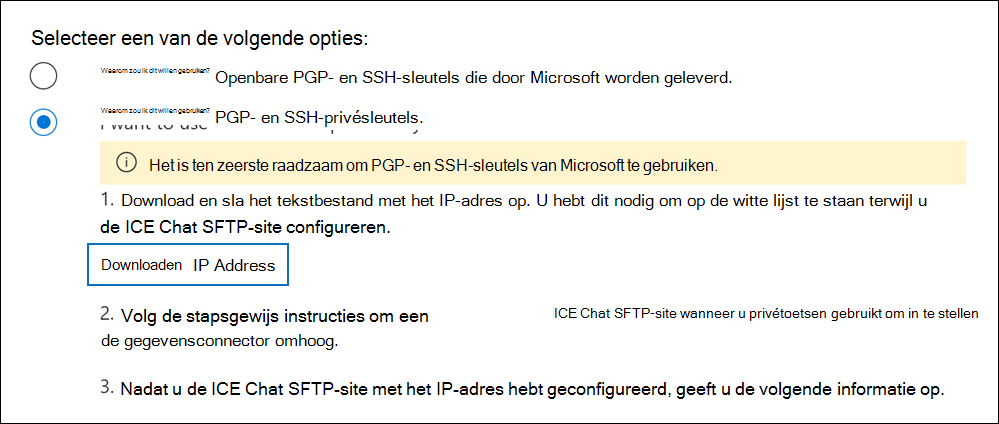 Selecteer een van de volgende opties:
Waarom zou ik dit willen gebruiken? Openbare PGP- en SSH-sleutels die door Microsoft worden geleverd.
Waarom zou ik dit willen gebruiken? PGP- en SSH-privésleutels.
I want to use
Het is ten zeerste raadzaam om PGP- en SSH-sleutels van Microsoft te gebruiken.
1. Download en sla het tekstbestand met het IP-adres op. U hebt dit nodig om op de witte lijst te staan terwijl u
de ICE Chat SFTP-site configureren.
Downloaden IP Address
2. Volg de stapsgewijs instructies om een ICE Chat SFTP-site wanneer u privétoetsen gebruikt om in te stellen
de gegevensconnector omhoog.
3. Nadat u de ICE Chat SFTP-site met het IP-adres hebt geconfigureerd, geeft u de volgende informatie op.